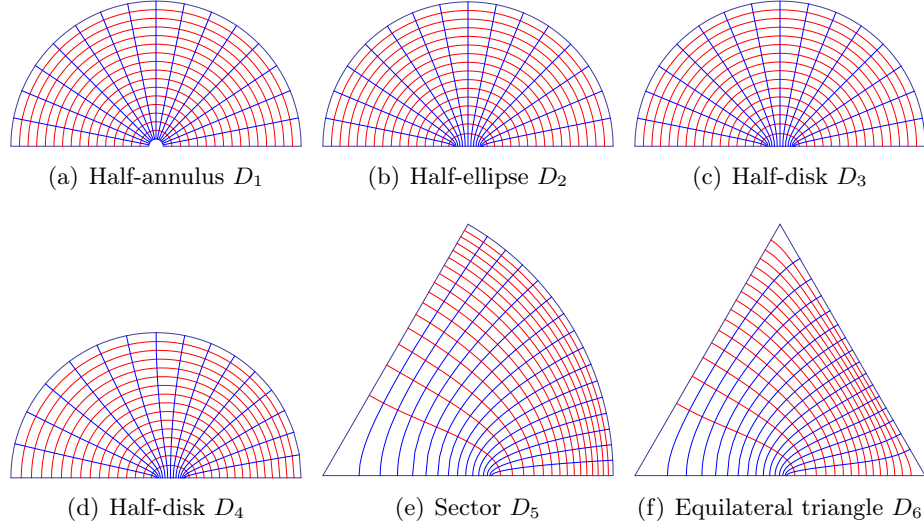 (a) Half-annulus D₁ (b) Half-ellipse D₂ (c) Half-disk D₃
(d) Half-disk D₄ (e) Sector D₅ (f) Equilateral triangle D₆